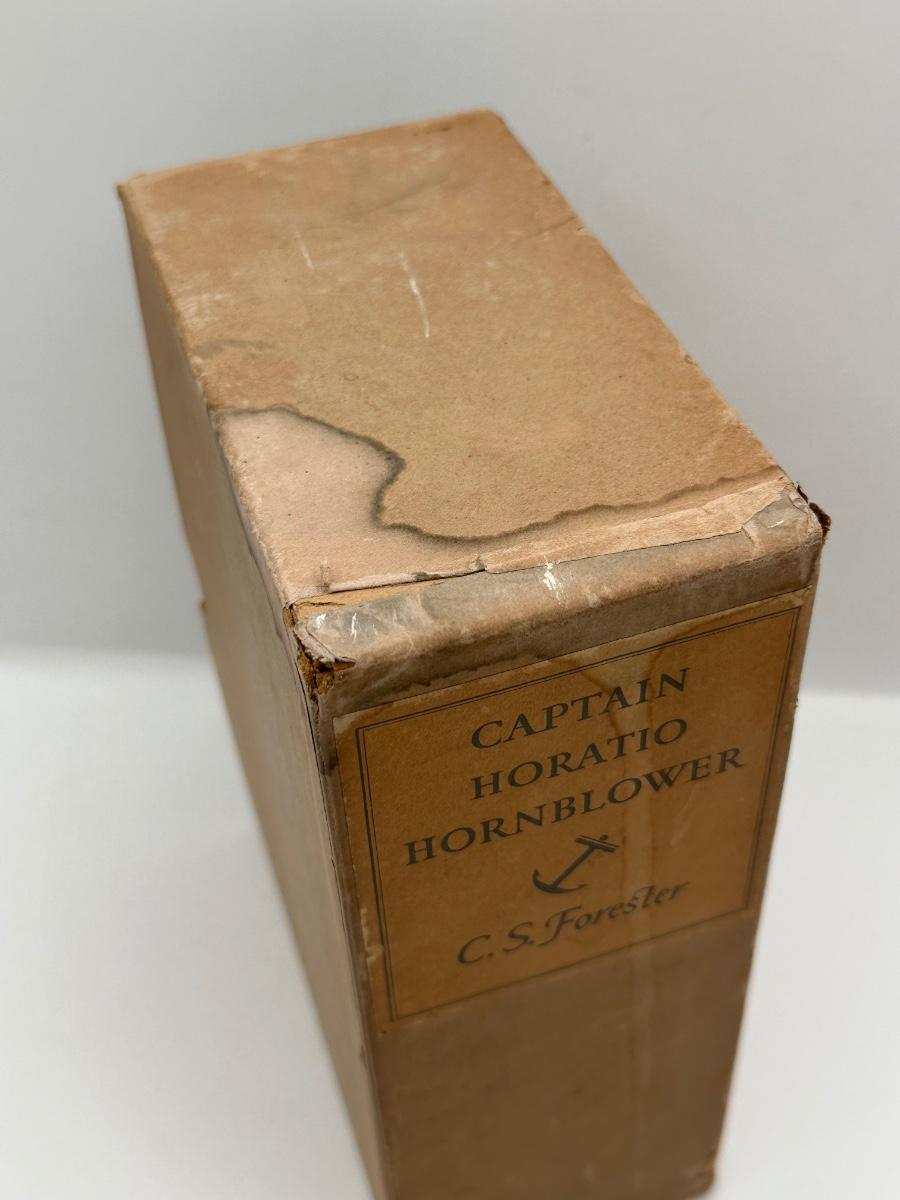 CAPTAIN
HORATIO
HORNBLOWER
C. S. Forester